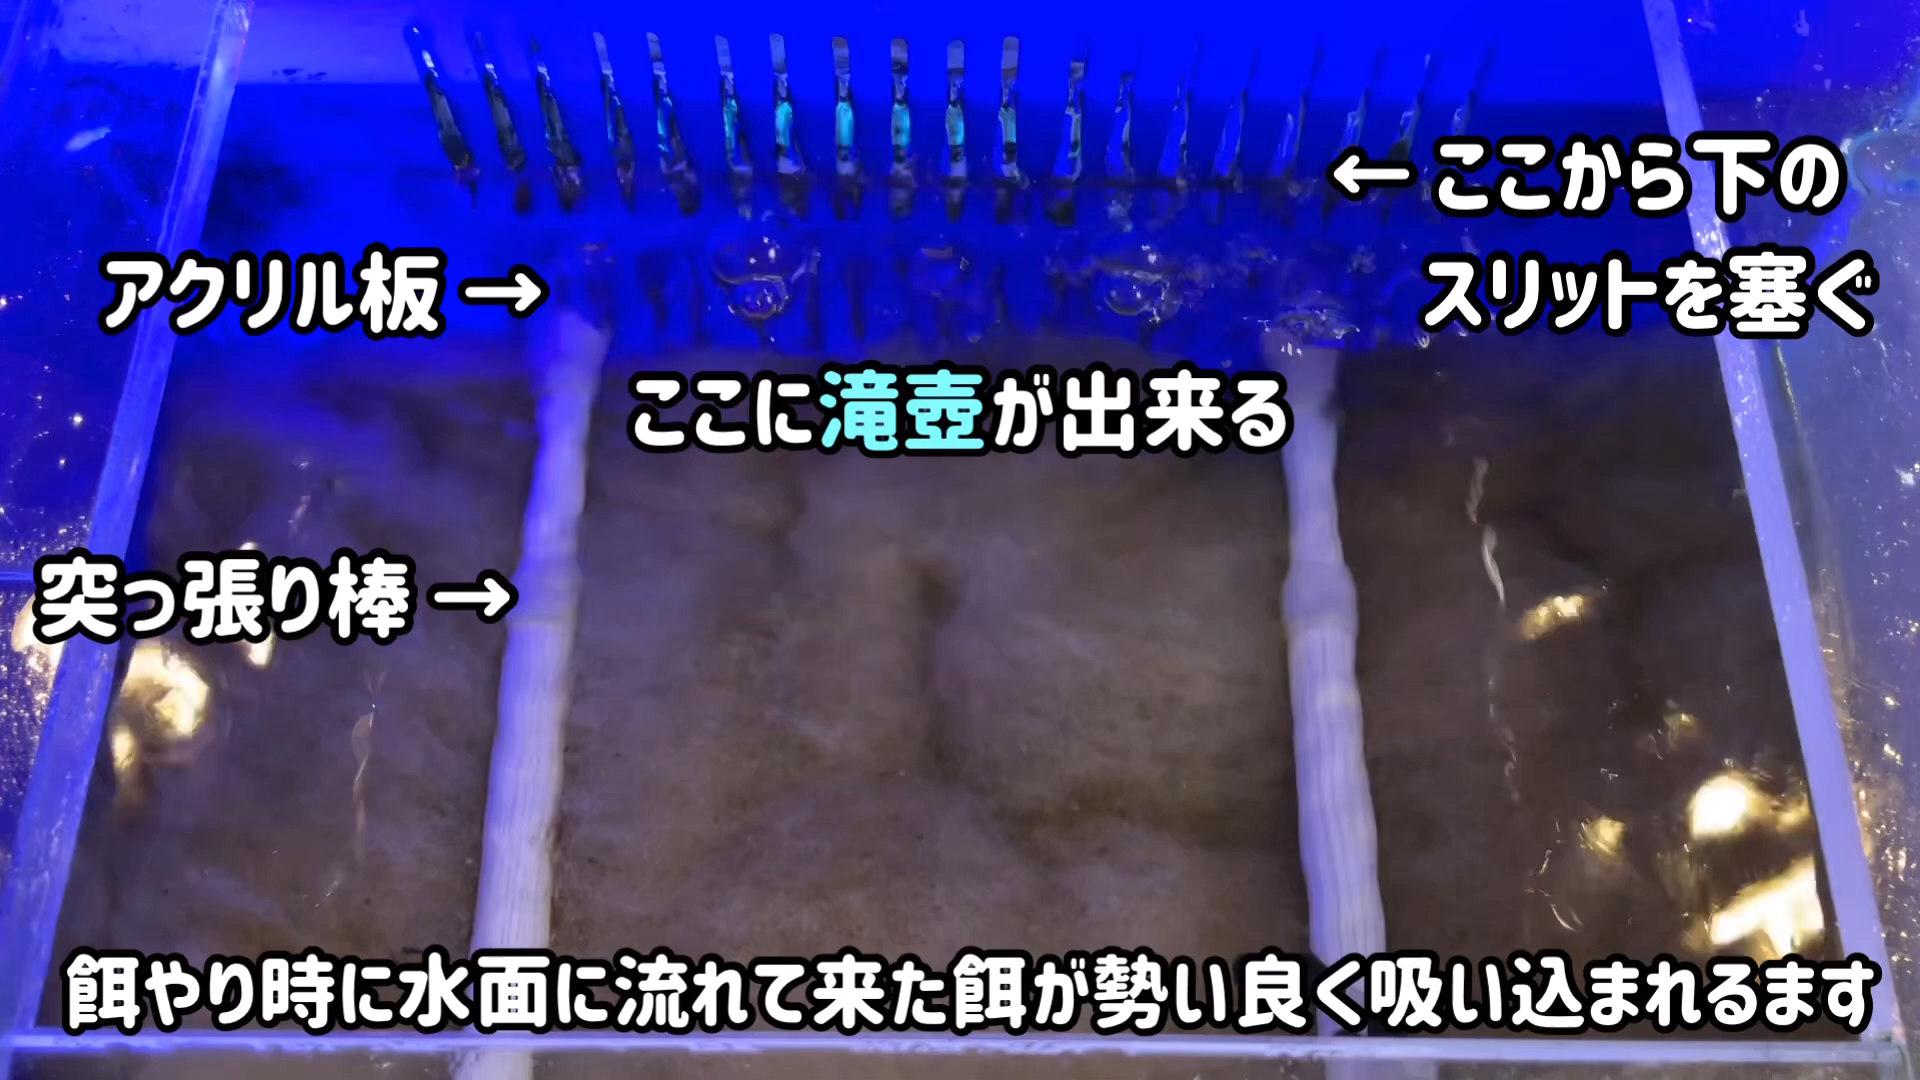 ← ここから下の
スリットを塞ぐ
アクリル板 →
ここに滝壺が出来る
突っ張り棒 →
餌やり時に水面に流れて来た餌が勢い良く吸い込まれるます